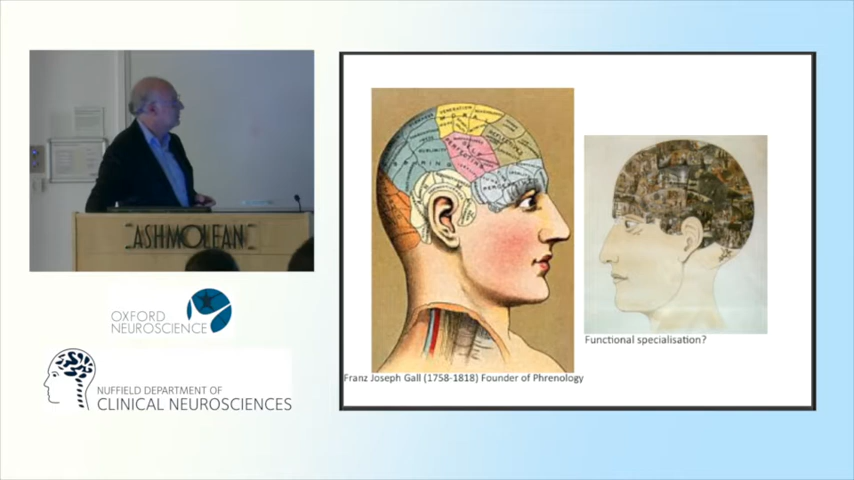 ASHMOLEAN
OXFORD
NEUROSCIENCE
NUFFIELD DEPARTMENT OF
CLINICAL NEUROSCIENCES
Franz Joseph Gall (1758-1818) Founder of Phrenology
Functional specialisation?